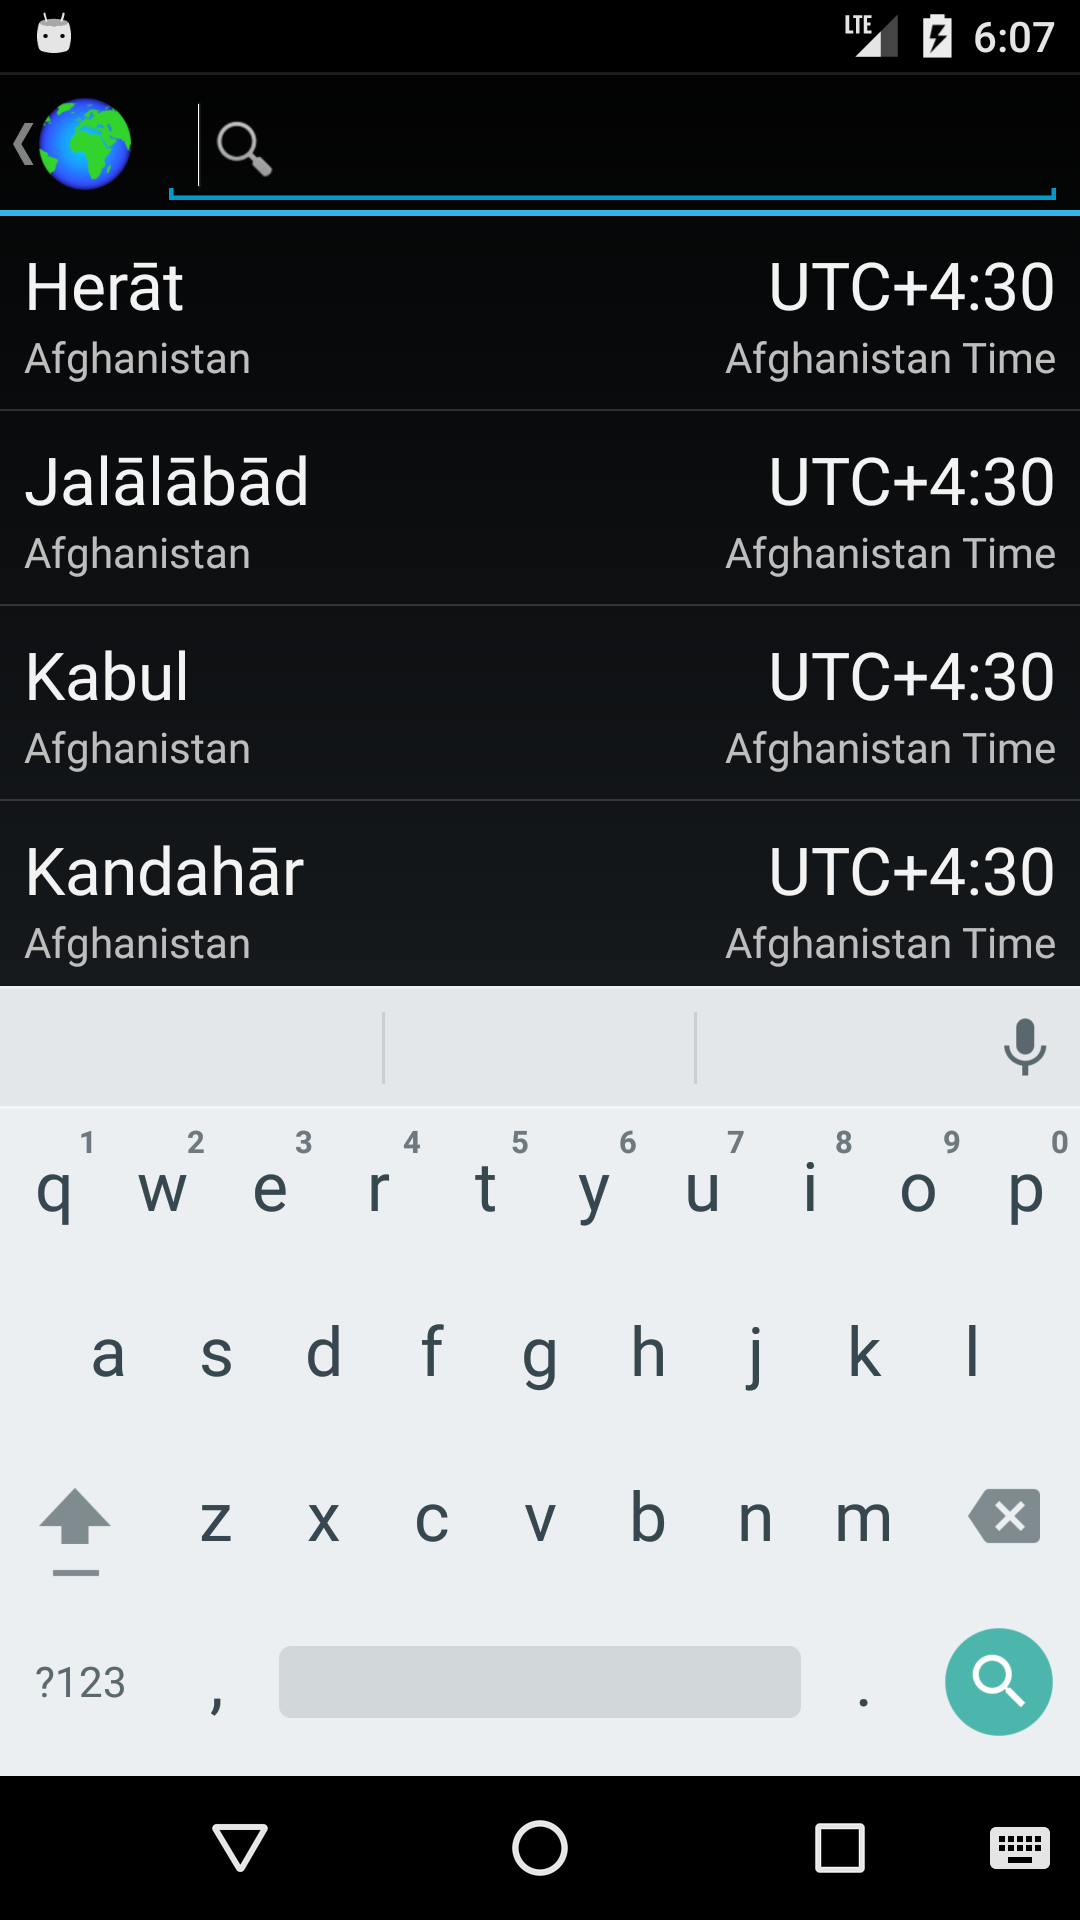 LTE 6:07
Herāt UTC+4:30
Afghanistan Afghanistan Time
Jalālābād UTC+4:30
Afghanistan Afghanistan Time
Kabul UTC+4:30
Afghanistan Afghanistan Time
Kandahār UTC+4:30
Afghanistan Afghanistan Time
1 2 3 4 5 6 7 8 9 0
q w e r t y u i o p
a s d f g h j k l
z x c v b n m
?123 , .